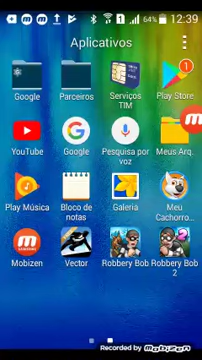 64% 12:39
Aplicativos
Google
Parceiros
Serviços TIM
Play Store
1
YouTube
Google
Pesquisa por voz
Meus Arq.
Play Música
Bloco de notas
Galeria
Meu Cachorro...
Mobizen
Vector
Robbery Bob
Robbery Bob 2
Recorded by Mobizen